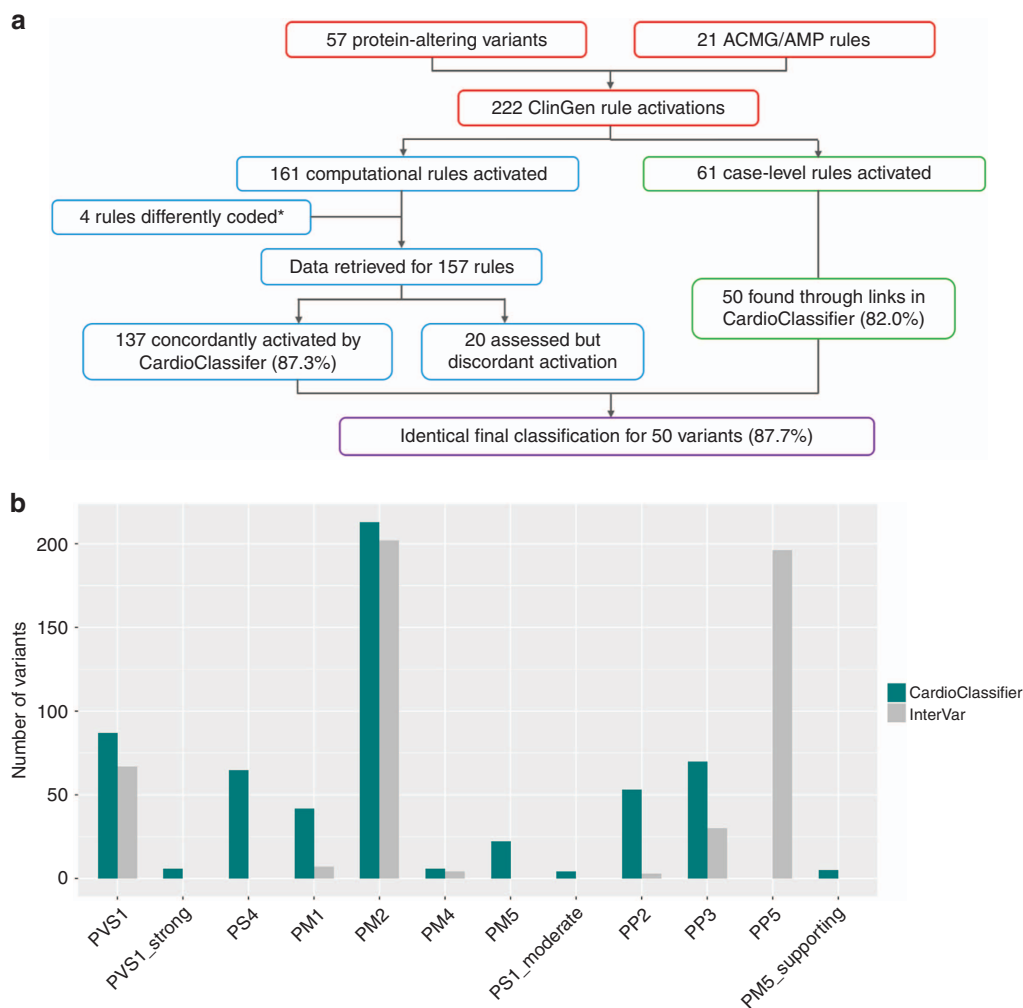 a
57 protein-altering variants
21 ACMG/AMP rules
222 ClinGen rule activations
161 computational rules activated
61 case-level rules activated
4 rules differently coded*
Data retrieved for 157 rules
50 found through links in
CardioClassifier (82.0%)
137 concordantly activated by
CardioClassifer (87.3%)
20 assessed but
discordant activation
Identical final classification for 50 variants (87.7%)
b
Number of variants
200
150
100
50
0
PVS1
PVS1_strong
PS4
PM1
PM2
PM4
PM5
PS1_moderate
PP2
PP3
PP5
PM5_supporting
CardioClassifier
InterVar